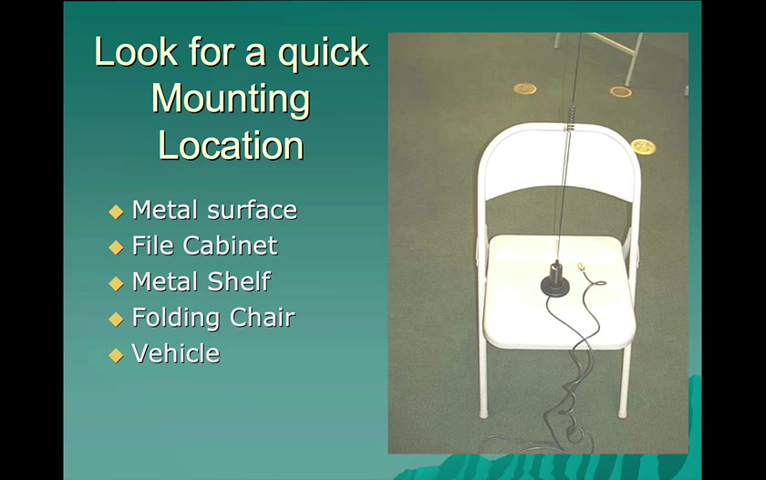 Look for a quick
Mounting
Location
Metal surface
File Cabinet
Metal Shelf
Folding Chair
Vehicle